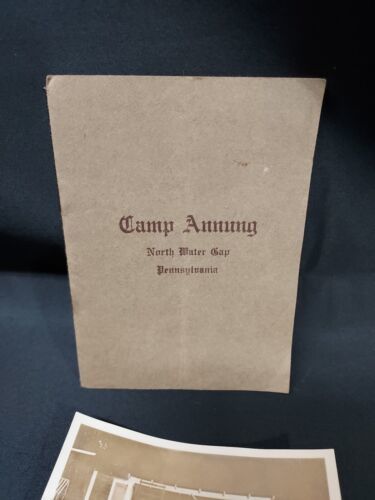 Camp Annung
North Water Gap
Pennsylvania